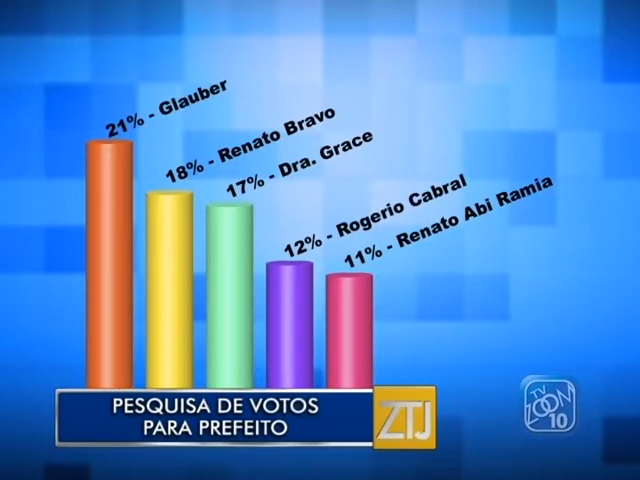 21% - Glauber
18% - Renato Bravo
17% - Dra. Grace
12% - Rogerio Cabral
11% - Renato Abi Ramia
PESQUISA DE VOTOS
PARA PREFEITO
ZTJ
TV
ZOOM
10